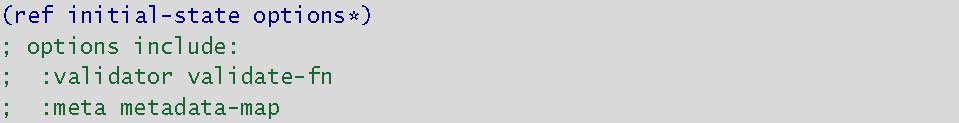 (ref initial-state options*)
; options include:
;  :validator validate-fn
;  :meta metadata-map